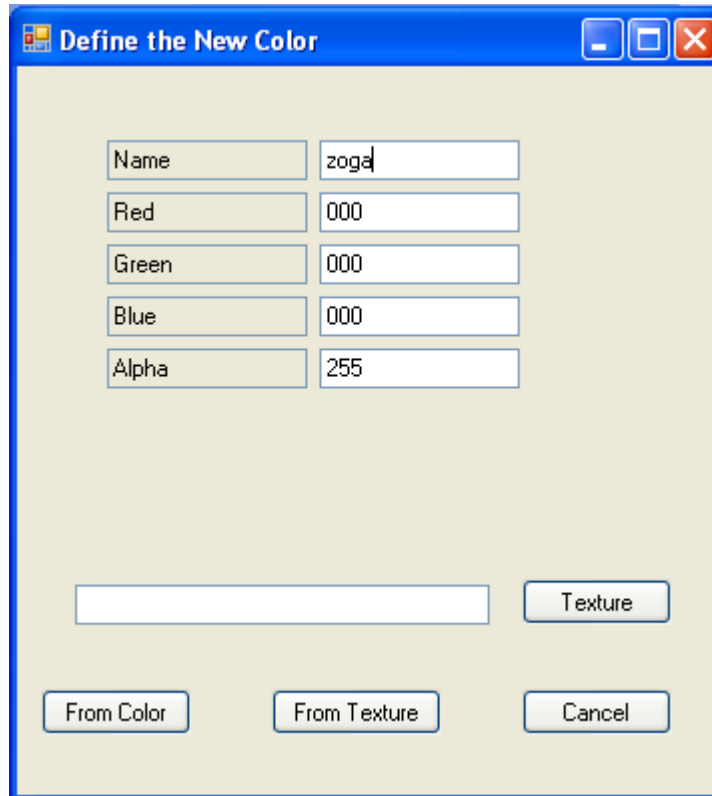 Define the New Color
Name zoga
Red 000
Green 000
Blue 000
Alpha 255
Texture
From Color From Texture Cancel